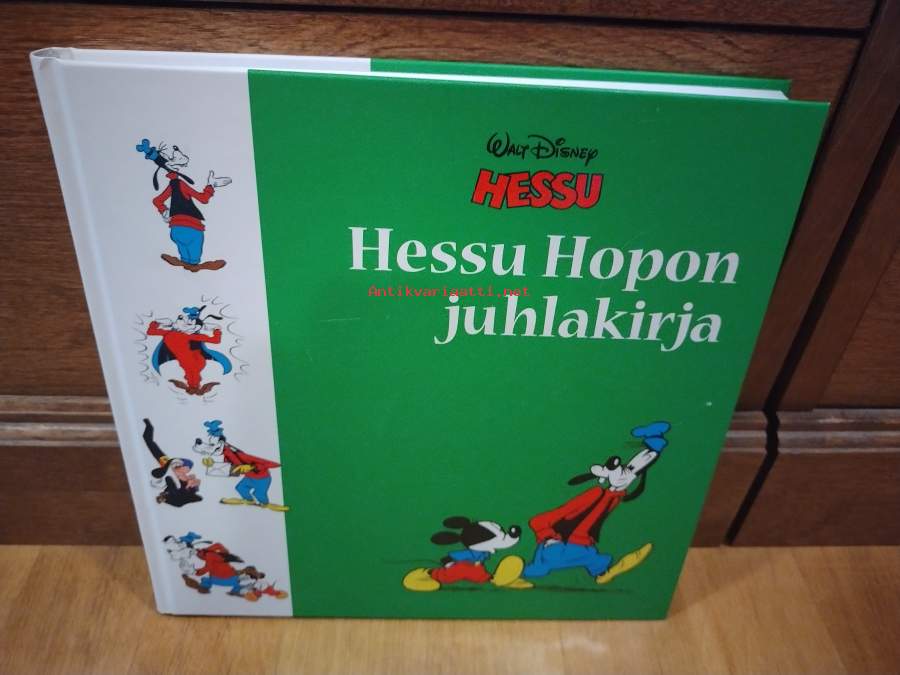 WALT DISNEY
HESSU
Hessu Hopon
Antikvariaatti.net
juhlakirja